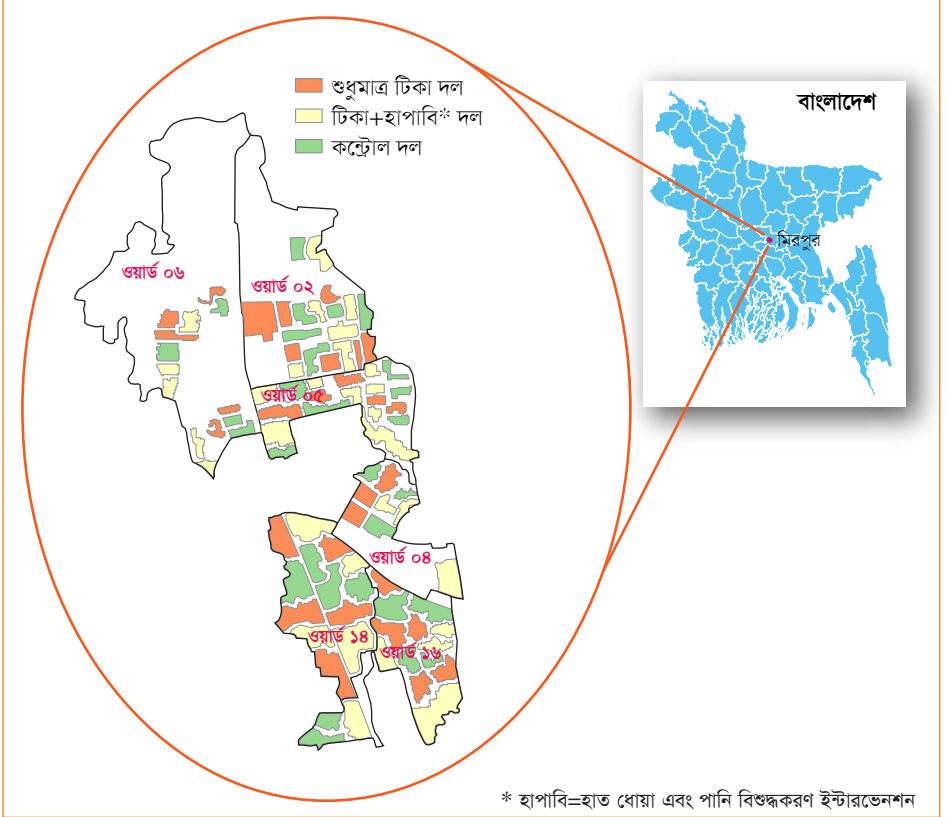 শুধুমাত্র টিকা দল
টিকা+হাপাবি* দল
কন্ট্রোল দল
বাংলাদেশ
মিরপুর
ওয়ার্ড ০৬
ওয়ার্ড ০২
ওয়ার্ড ০৫
ওয়ার্ড ০৪
ওয়ার্ড ১৪
ওয়ার্ড ১৬
* হাপাবি=হাত ধোয়া এবং পানি বিশুদ্ধকরণ ইন্টারভেনশন